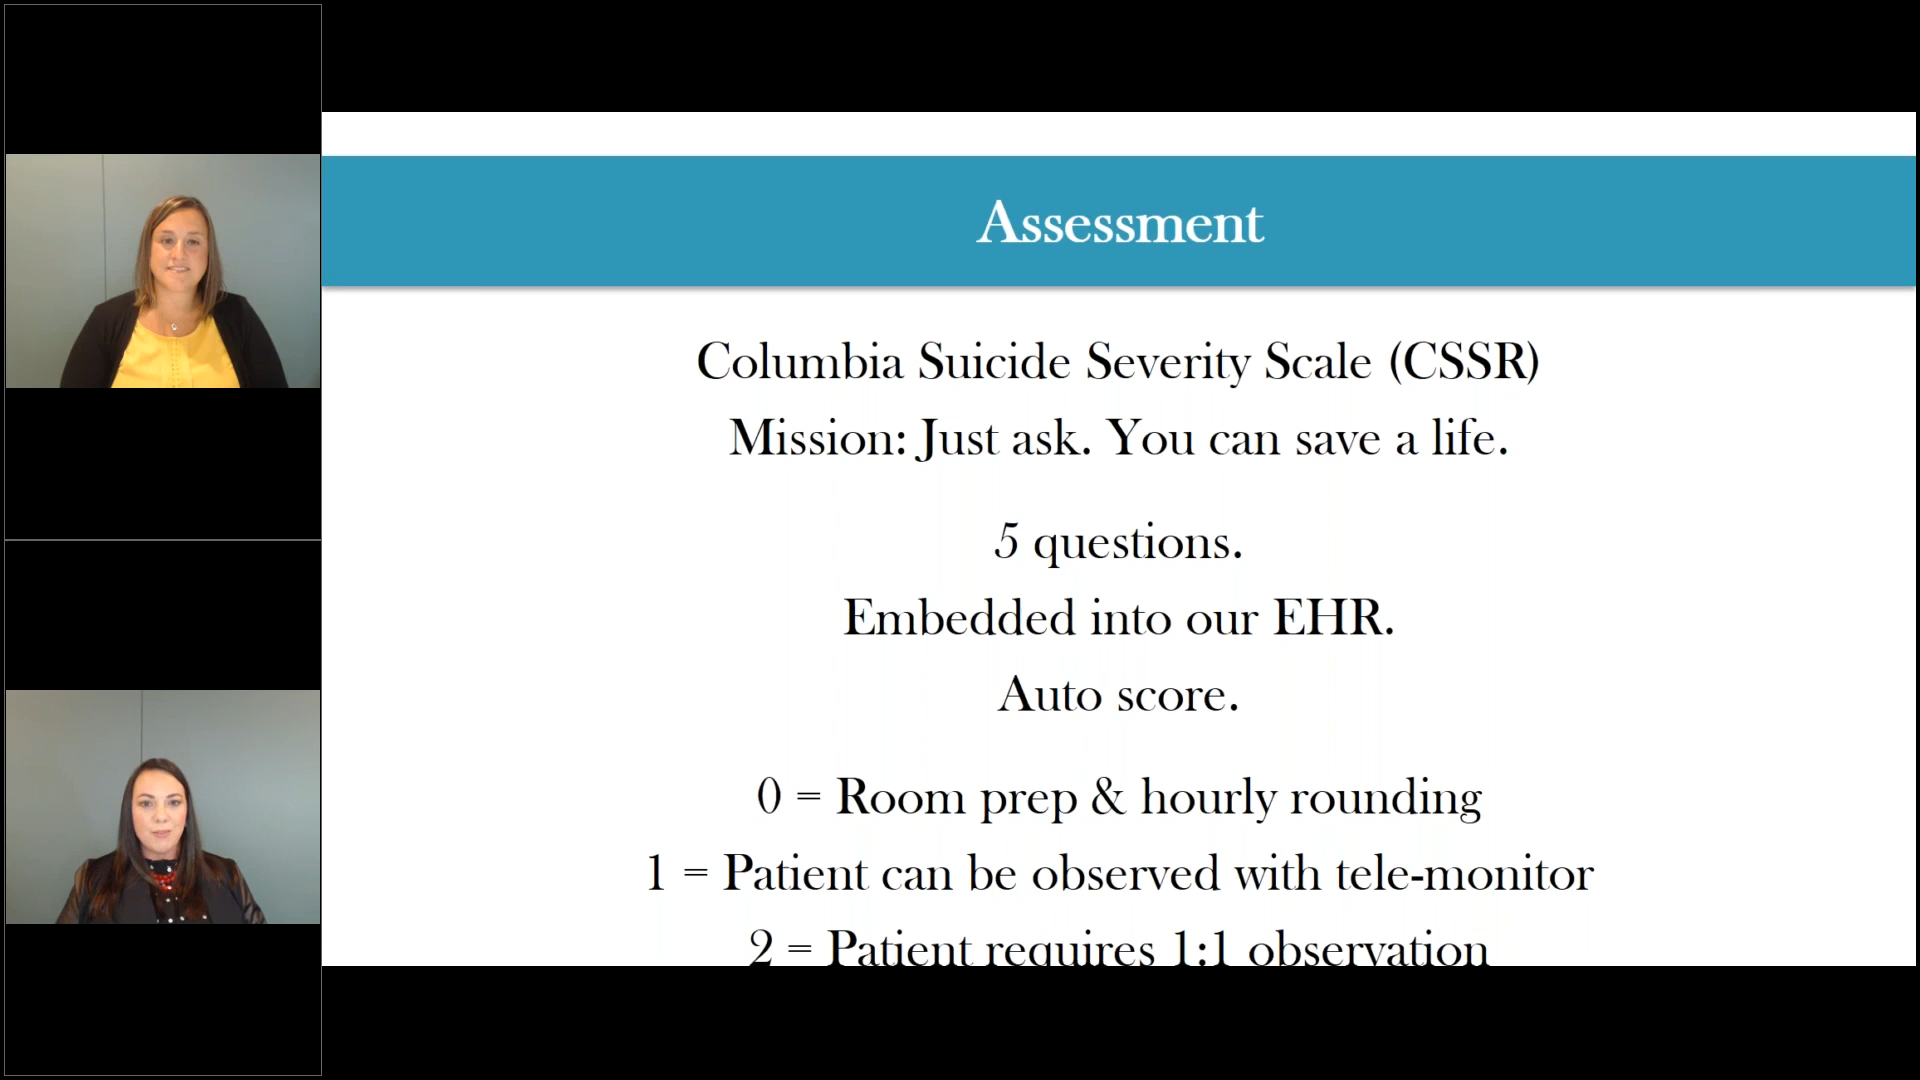 Assessment
Columbia Suicide Severity Scale (CSSR)
Mission: Just ask. You can save a life.
5 questions.
Embedded into our EHR.
Auto score.
0 = Room prep & hourly rounding
1 = Patient can be observed with tele-monitor
2 = Patient requires 1:1 observation